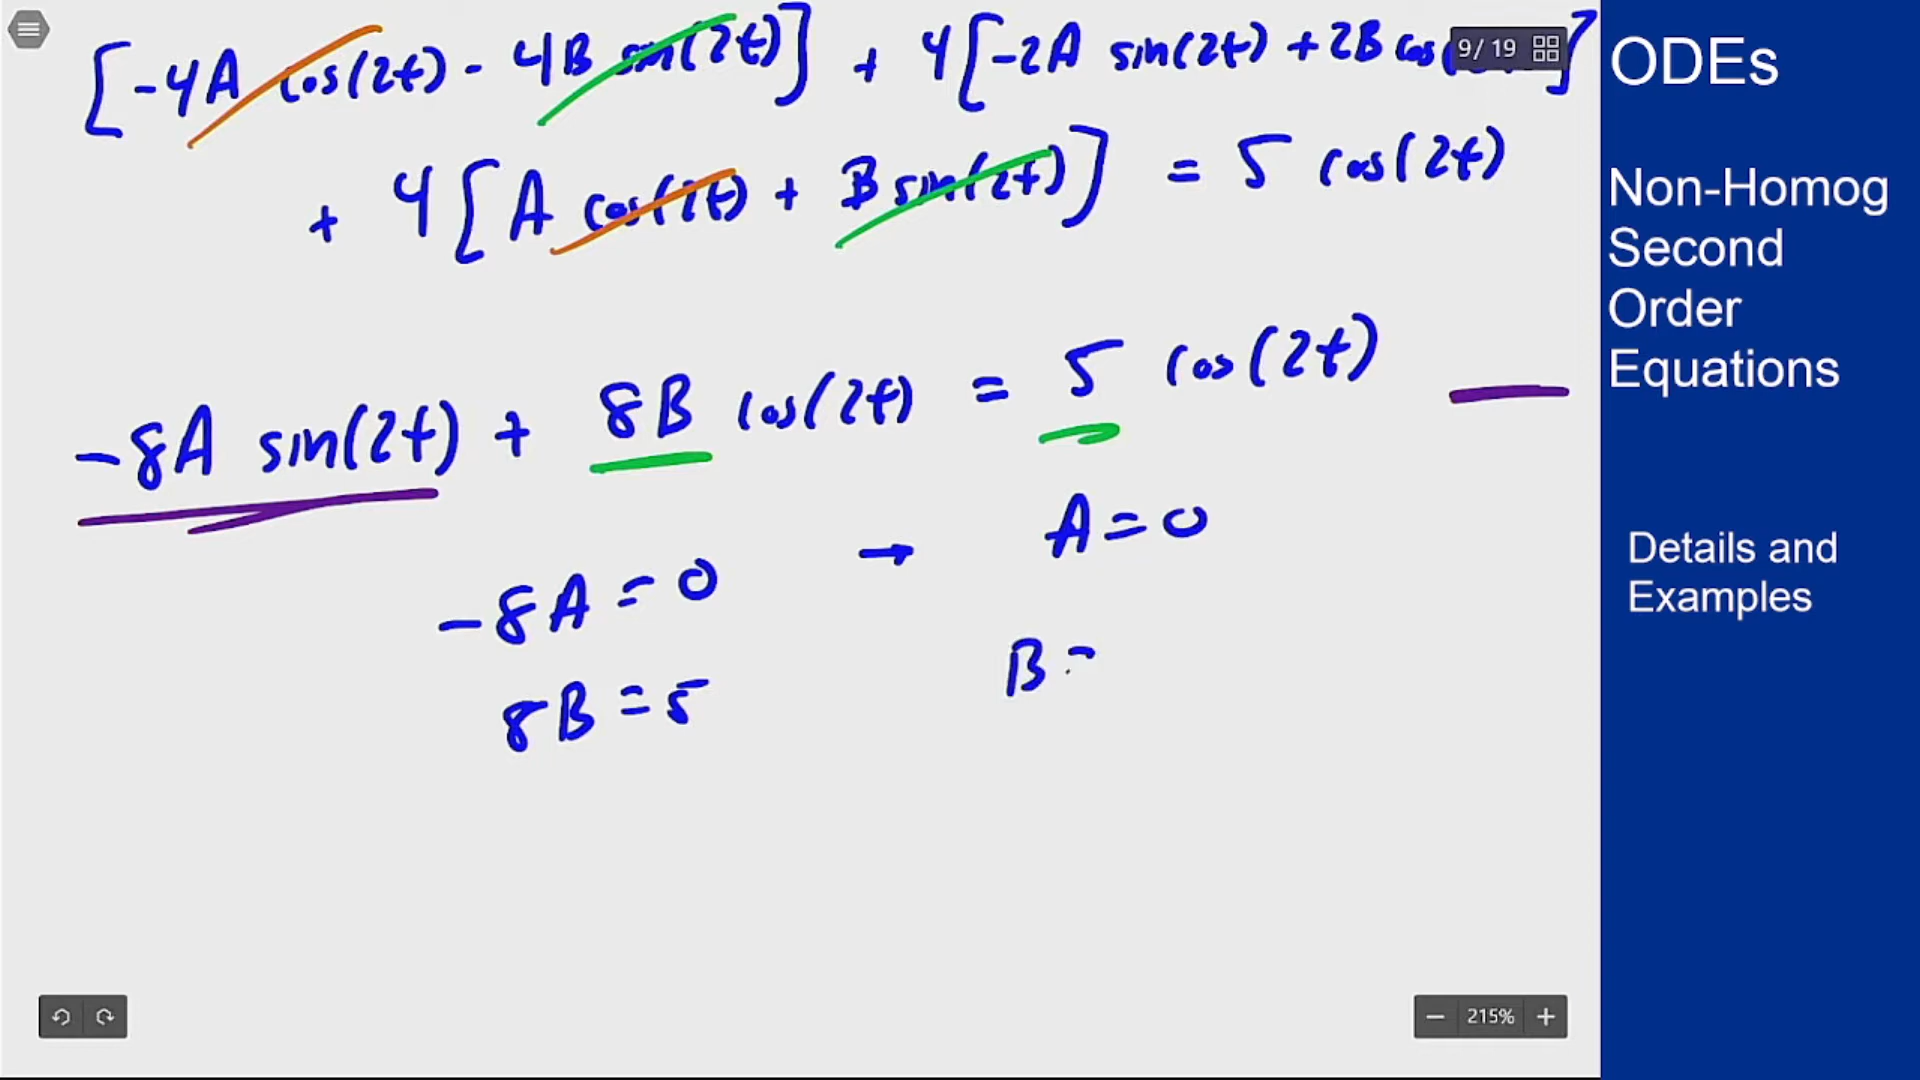 [-4A cos(2t) - 4B sin(2t)] + 4[-2A sin(2t) + 2B cos(
9/ 19
+ 4[A cos(2t) + B sin(2t)] = 5 cos(2t)
-8A sin(2t) + 8B cos(2t) = 5 cos(2t)
-8A = 0 → A = 0
8B = 5 B =
215%
ODEs
Non-Homog
Second
Order
Equations
Details and
Examples